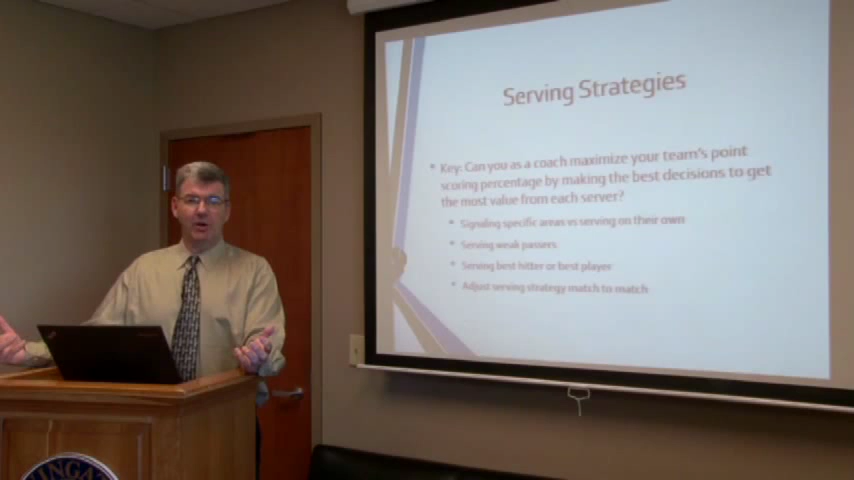 Serving Strategies
• Key: Can you as a coach maximize your team's point
scoring percentage by making the best decisions to get
the most value from each server?
• Signaling specific areas vs serving on their own
• Serving weak passers
• Serving best hitter or best player
• Adjust serving strategy match to match
INGAT